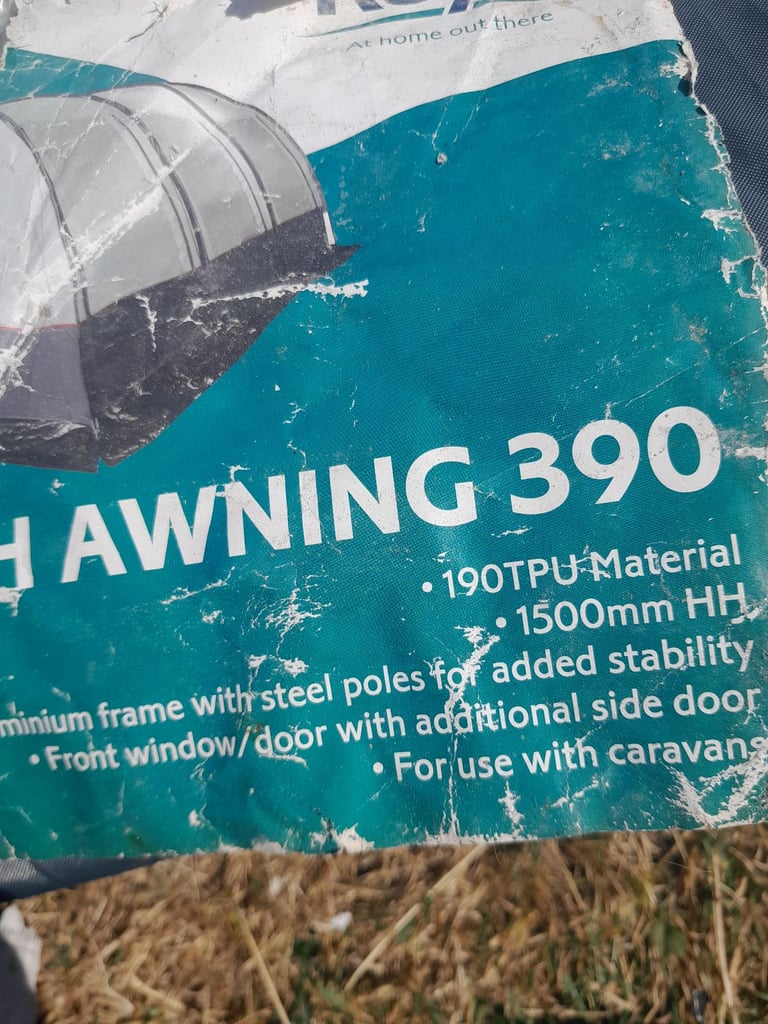 At home out there
H AWNING 390
• 190TPU Material
• 1500mm HH
minium frame with steel poles for added stability
• Front window/door with additional side door
• For use with caravans